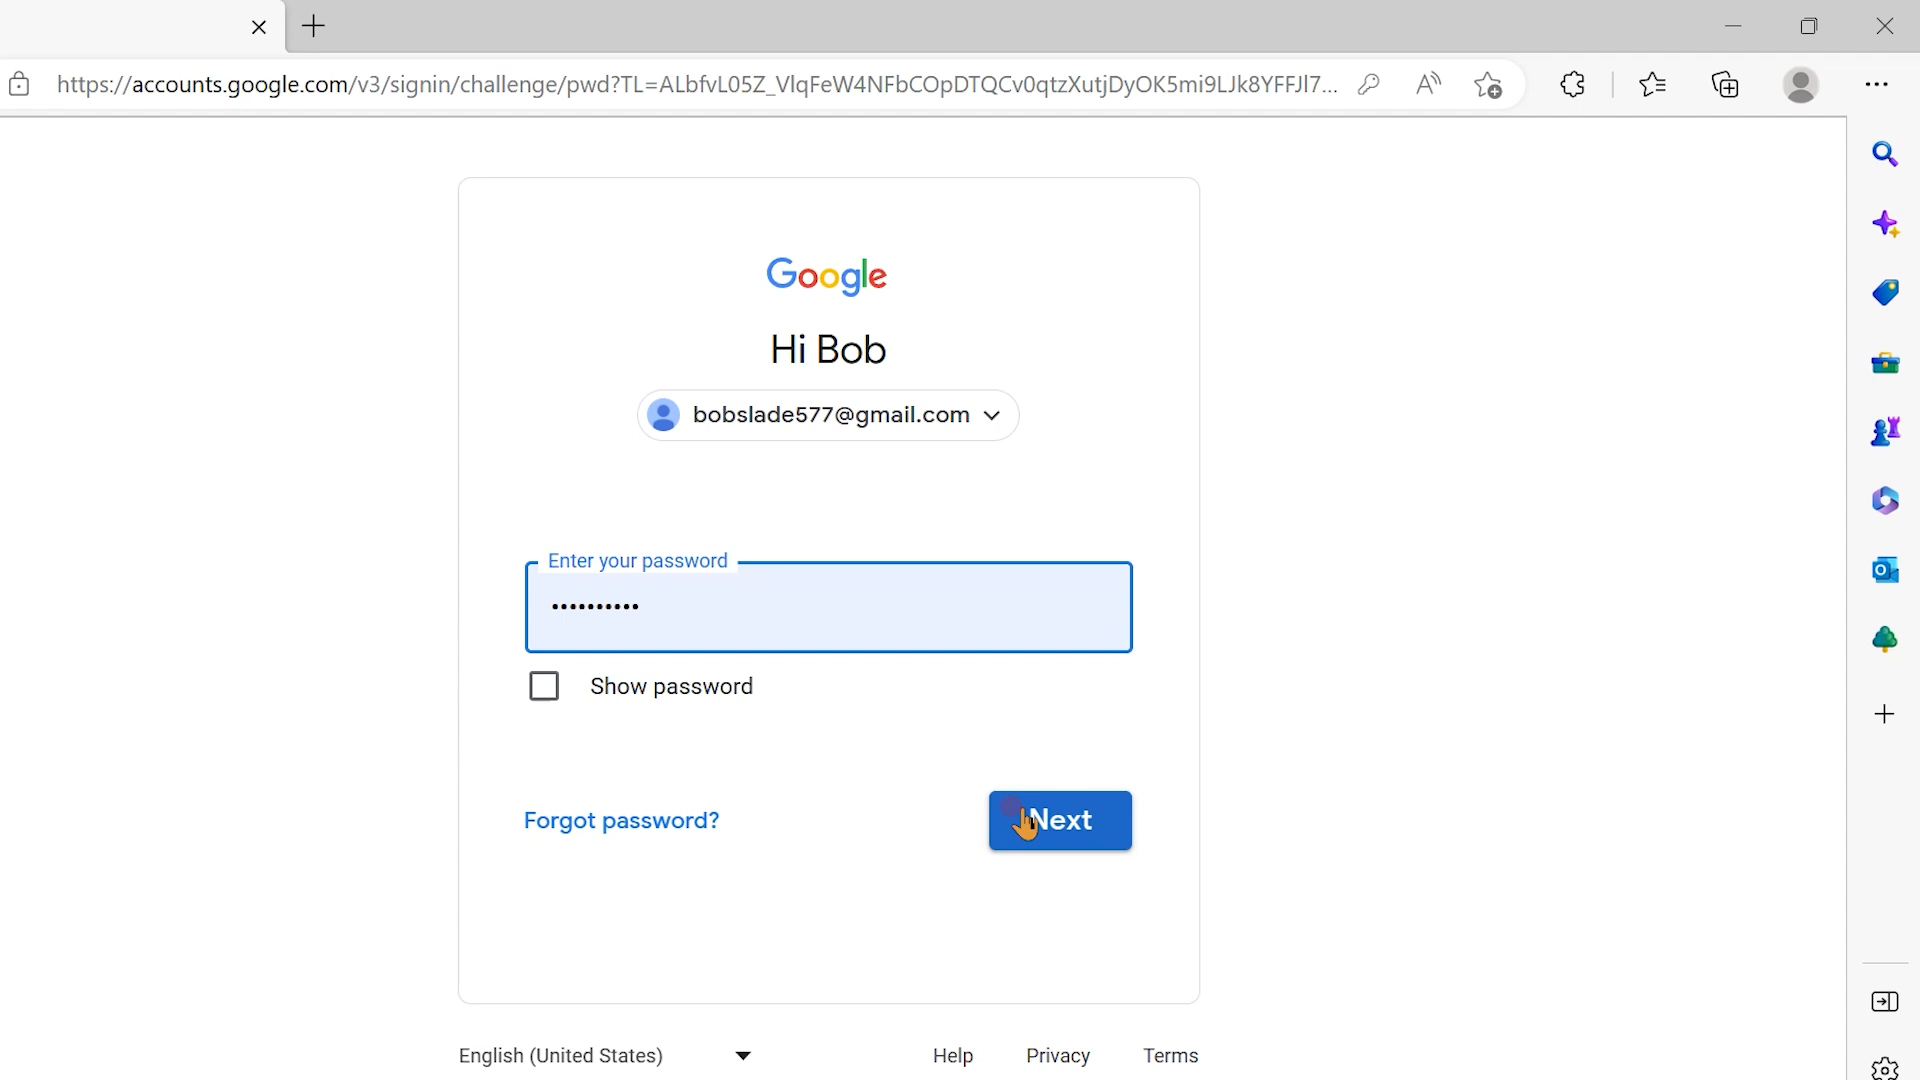 https://accounts.google.com/v3/signin/challenge/pwd?TL=ALbfvL05Z_VlqFeW4NFbCOpDTQCv0qtzXutjDyOK5mi9LJk8YFFJl7...
Google
Hi Bob
bobslade577@gmail.com
Enter your password
••••••••••
Show password
Forgot password?
Next
English (United States)
Help
Privacy
Terms